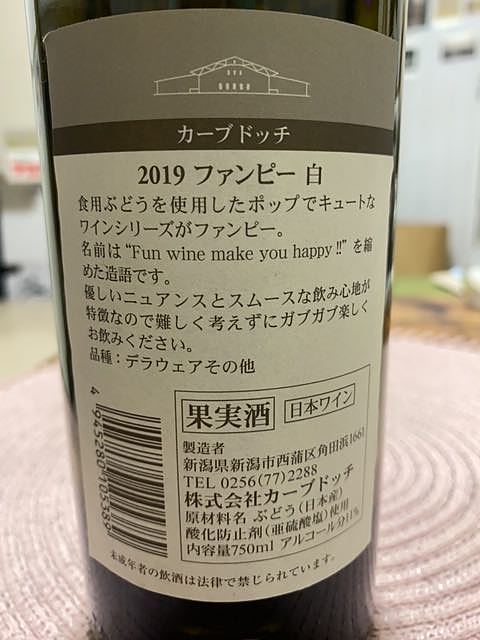 カーブドッチ
2019 ファンピー 白
食用ぶどうを使用したポップでキュートな
ワインシリーズがファンピー。
名前は“Fun wine make you happy!!”を縮
めた造語です。
優しいニュアンスとスムースな飲み心地が
特徴なので難しく考えずにガブガブ楽しく
お飲みください。
品種：デラウェアその他
果実酒 日本ワイン
製造者
新潟県新潟市西蒲区角田浜1661
TEL 0256(77)2288
株式会社カーブドッチ
原材料名 ぶどう(日本産)
酸化防止剤(亜硫酸塩)使用
内容量750ml アルコール分11%
4 945280 105389
未成年者の飲酒は法律で禁じられています。